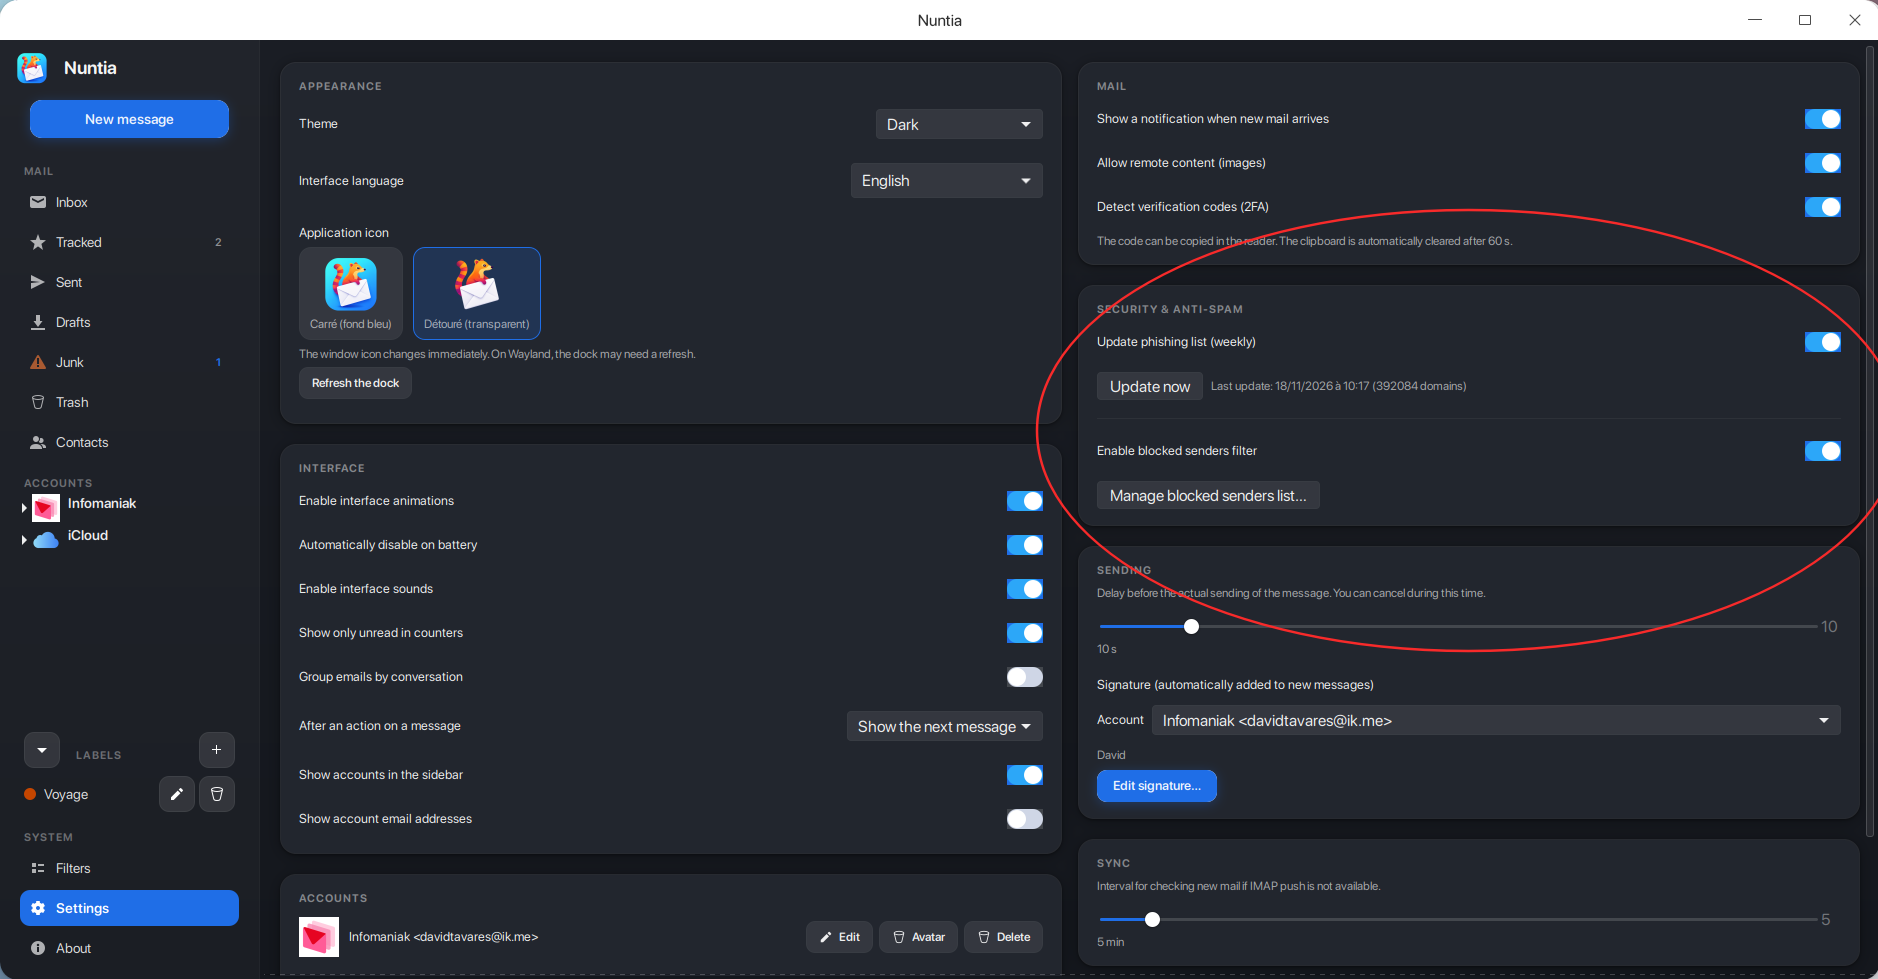 Nuntia
Nuntia
New message
MAIL
Inbox
Tracked 2
Sent
Drafts
Junk 1
Trash
Contacts
ACCOUNTS
Infomaniak
iCloud
LABELS
Voyage
SYSTEM
Filters
Settings
About
APPEARANCE
Theme Dark
Interface language English
Application icon
Carré (fond bleu) Détouré (transparent)
The window icon changes immediately. On Wayland, the dock may need a refresh.
Refresh the dock
INTERFACE
Enable interface animations
Automatically disable on battery
Enable interface sounds
Show only unread in counters
Group emails by conversation
After an action on a message Show the next message
Show accounts in the sidebar
Show account email addresses
ACCOUNTS
Infomaniak <davidtavares@ik.me> Edit Avatar Delete
MAIL
Show a notification when new mail arrives
Allow remote content (images)
Detect verification codes (2FA)
The code can be copied in the reader. The clipboard is automatically cleared after 60 s.
SECURITY & ANTI-SPAM
Update phishing list (weekly)
Update now Last update: 18/11/2026 à 10:17 (392084 domains)
Enable blocked senders filter
Manage blocked senders list...
SENDING
Delay before the actual sending of the message. You can cancel during this time.
10
10 s
Signature (automatically added to new messages)
Account Infomaniak <davidtavares@ik.me>
David
Edit signature...
SYNC
Interval for checking new mail if IMAP push is not available.
5
5 min